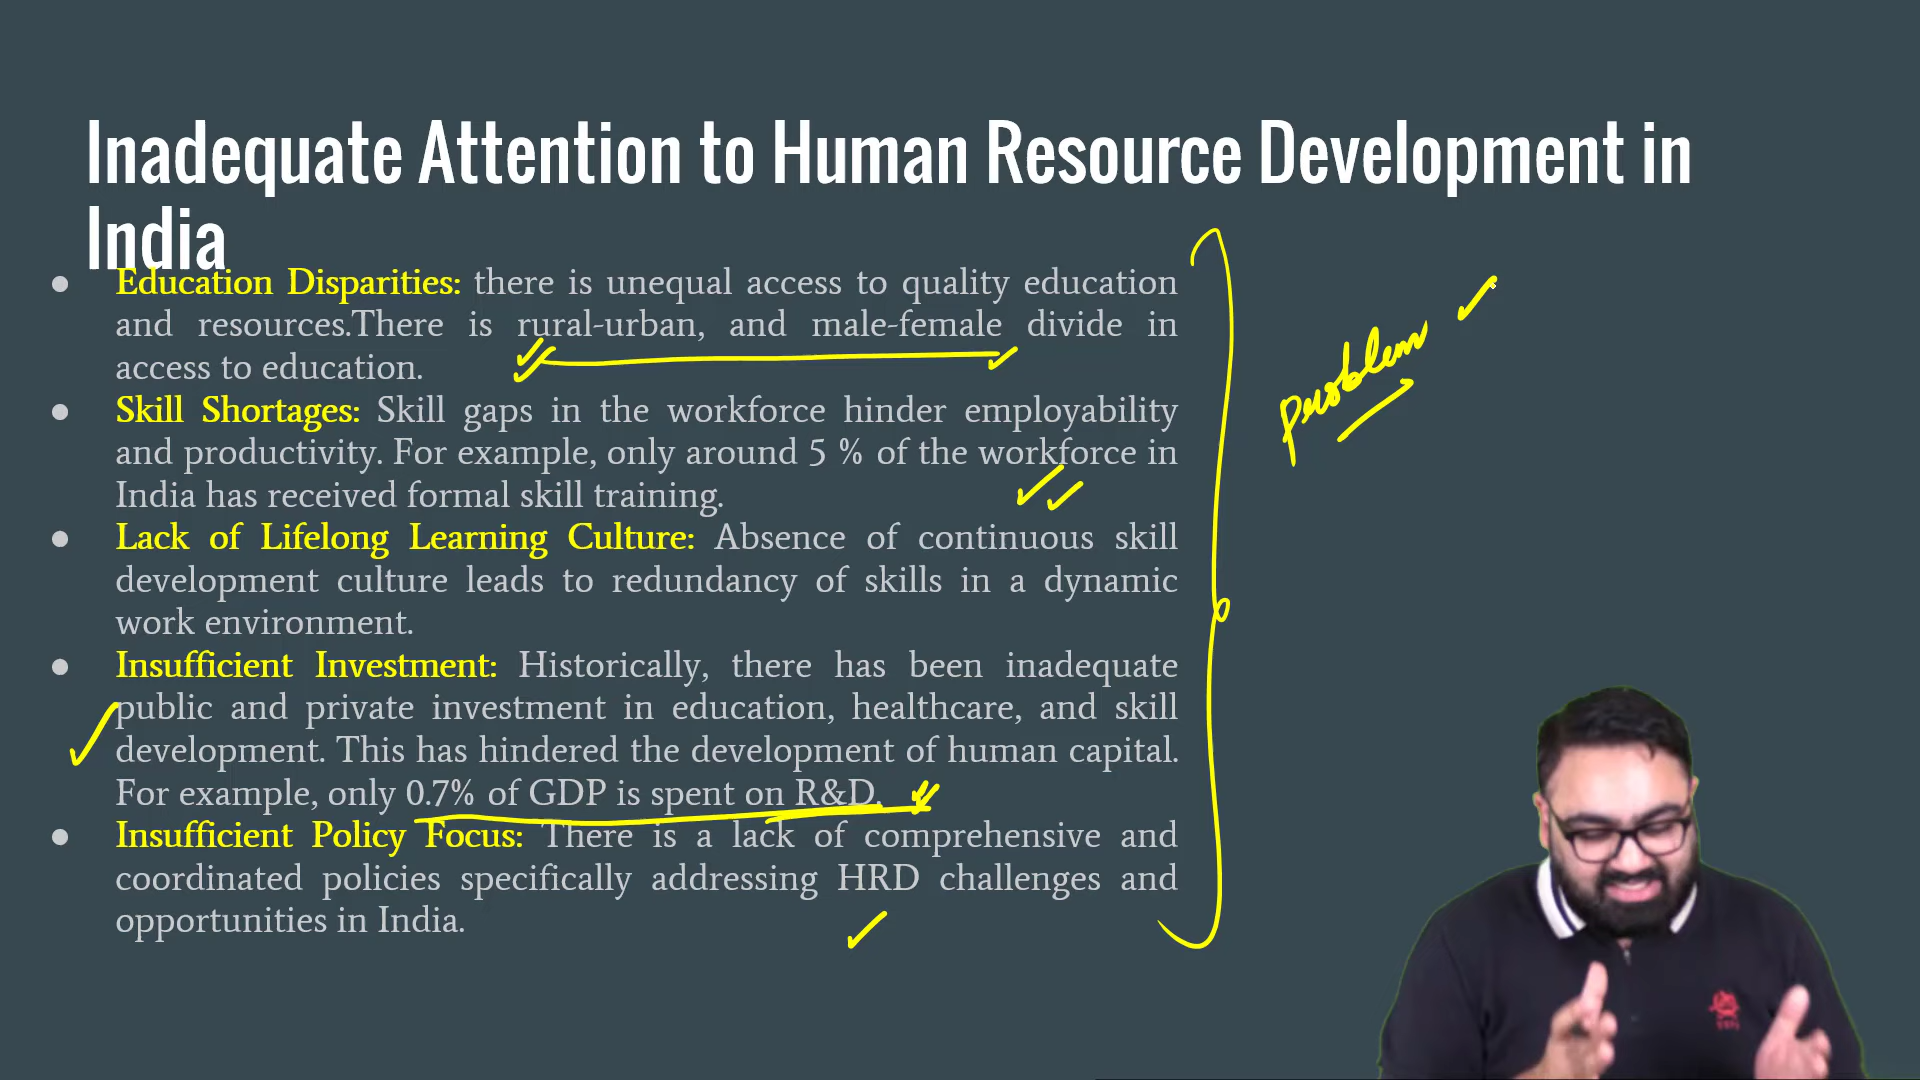 Inadequate Attention to Human Resource Development in
India
● Education Disparities: there is unequal access to quality education
and resources.There is rural-urban, and male-female divide in
access to education.
● Skill Shortages: Skill gaps in the workforce hinder employability
and productivity. For example, only around 5 % of the workforce in
India has received formal skill training.
● Lack of Lifelong Learning Culture: Absence of continuous skill
development culture leads to redundancy of skills in a dynamic
work environment.
● Insufficient Investment: Historically, there has been inadequate
public and private investment in education, healthcare, and skill
development. This has hindered the development of human capital.
For example, only 0.7% of GDP is spent on R&D.
● Insufficient Policy Focus: There is a lack of comprehensive and
coordinated policies specifically addressing HRD challenges and
opportunities in India.
problem